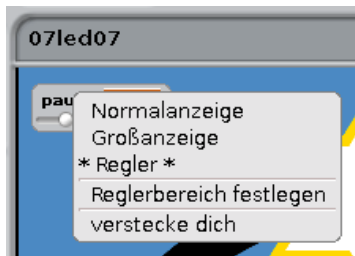 07led07
pau
Normalanzeige
Großanzeige
* Regler *
Reglerbereich festlegen
verstecke dich